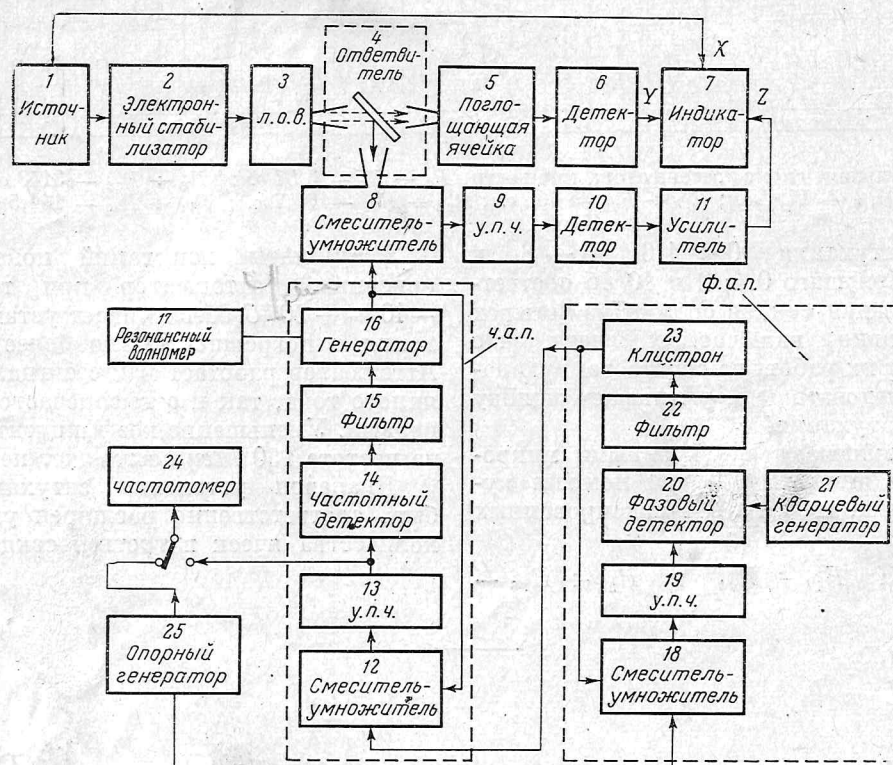 1
Источ-
ник
2
Электрон-
ный стаби-
лизатор
3
л.о.в.
4
Ответви-
тель
5
Поглo-
щающая
ячейка
6
Детек-
тор
Y
X
7
Индика-
тор
Z
8
Смеситель-
умножитель
9
у.п.ч.
10
Детек-
тор
11
Усили-
тель
ф.а.п.
17
Резонансный
волномер
16
Генератор
ч.а.п.
23
Клистрон
15
Фильтр
22
Фильтр
24
частотомер
14
Частотный
детектор
20
Фазовый
детектор
21
Кварцевый
генератор
13
у.п.ч.
19
у.п.ч.
25
Опорный
генератор
12
Смеситель-
умножитель
18
Смеситель-
умножитель